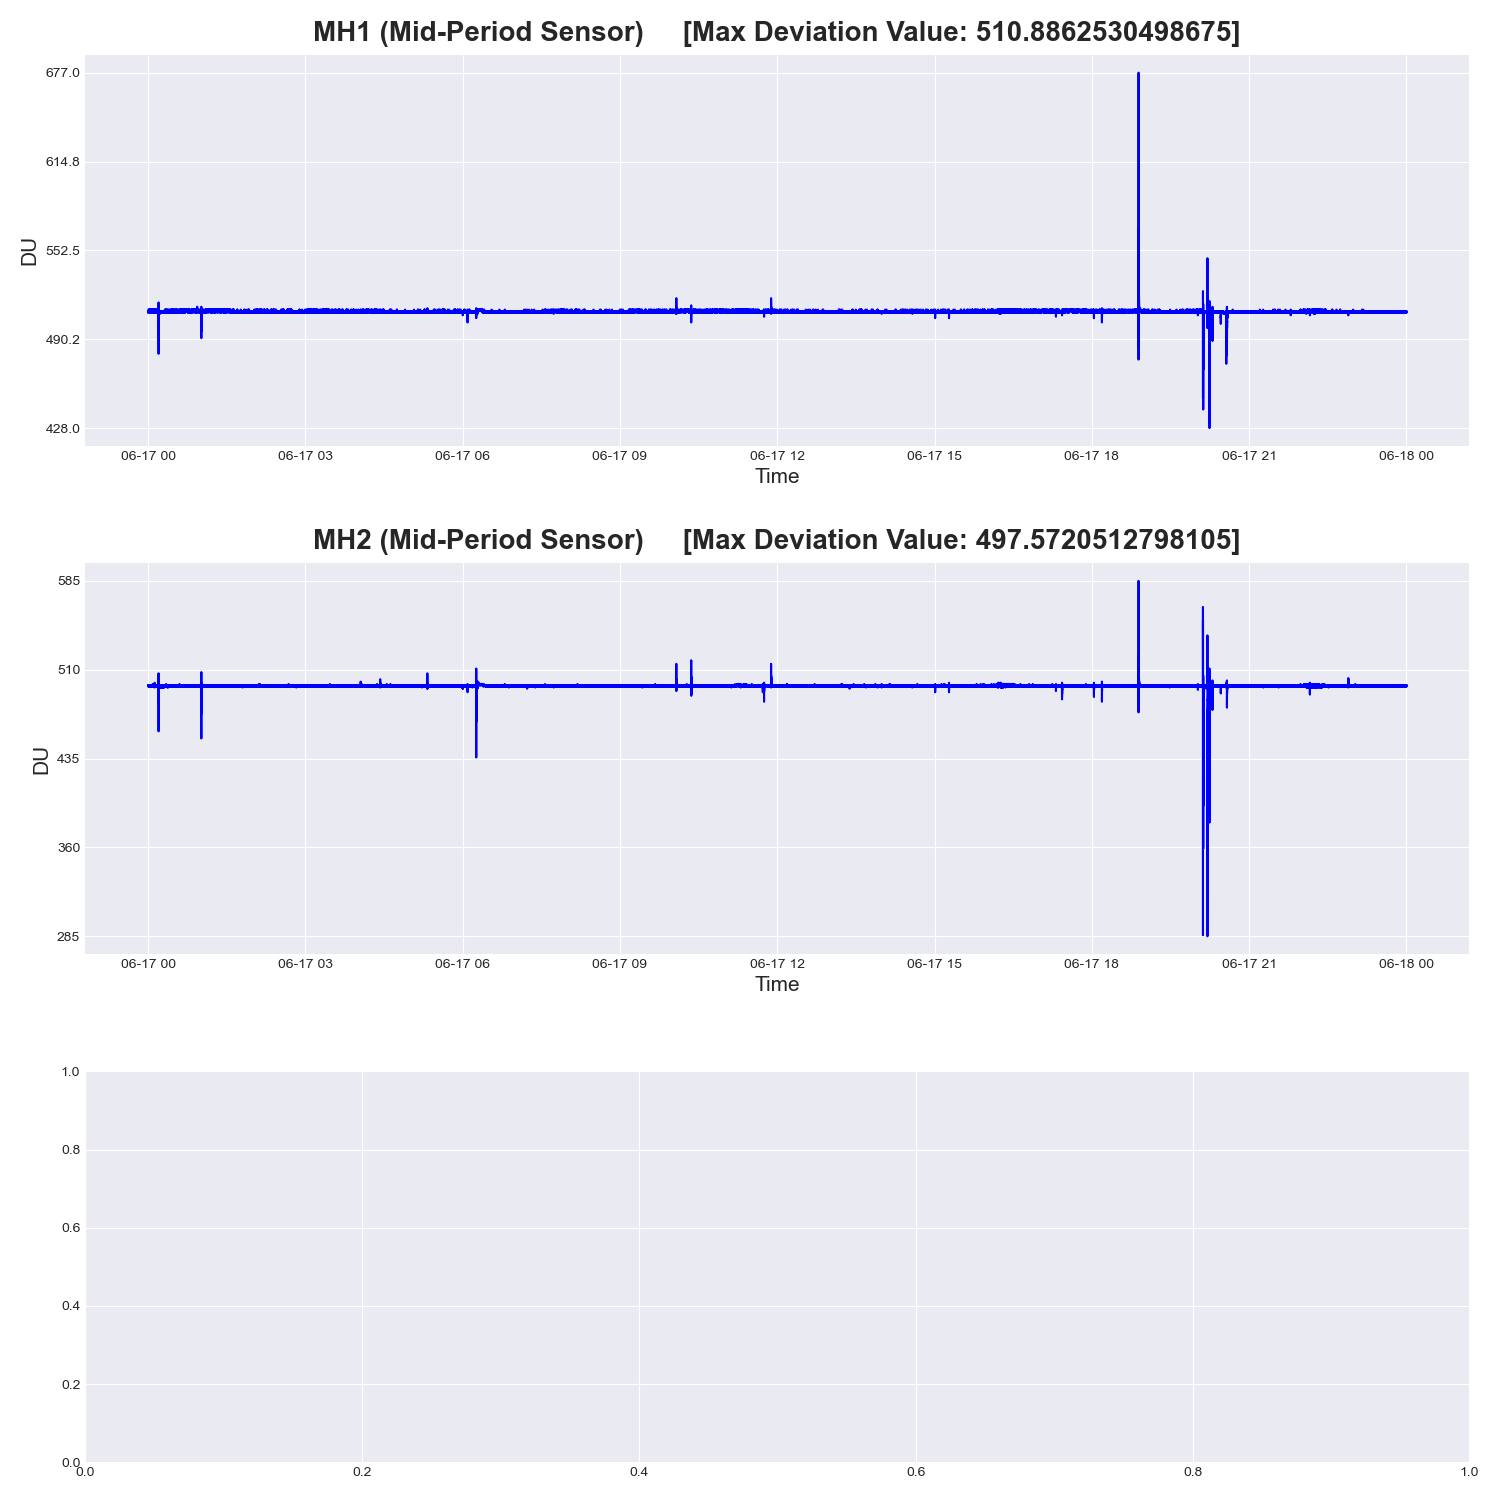 MH1 (Mid-Period Sensor) [Max Deviation Value: 510.8862530498675]
677.0
614.8
552.5
490.2
428.0
DU
06-17 00 06-17 03 06-17 06 06-17 09 06-17 12 06-17 15 06-17 18 06-17 21 06-18 00
Time
MH2 (Mid-Period Sensor) [Max Deviation Value: 497.5720512798105]
585
510
435
360
285
DU
06-17 00 06-17 03 06-17 06 06-17 09 06-17 12 06-17 15 06-17 18 06-17 21 06-18 00
Time
1.0
0.8
0.6
0.4
0.2
0.0
0.0 0.2 0.4 0.6 0.8 1.0